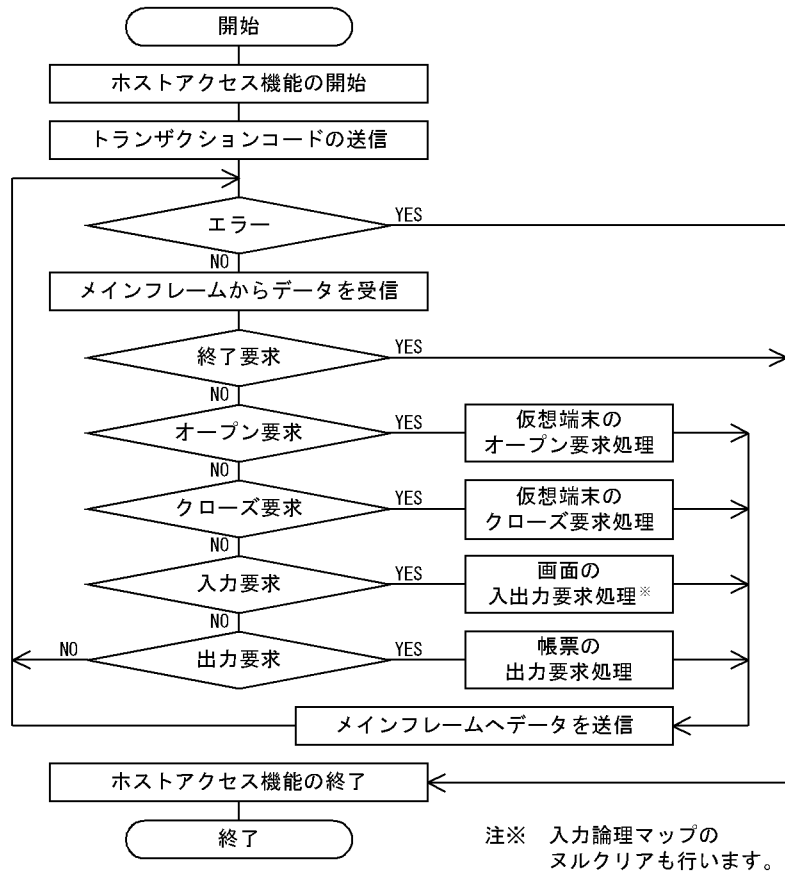 開始
ホストアクセス機能の開始
トランザクションコードの送信
エラー
YES
NO
メインフレームからデータを受信
終了要求
YES
NO
オープン要求
YES
仮想端末の
オープン要求処理
NO
クローズ要求
YES
仮想端末の
クローズ要求処理
NO
入力要求
YES
画面の
入出力要求処理※
NO
NO
出力要求
YES
帳票の
出力要求処理
メインフレームへデータを送信
ホストアクセス機能の終了
終了
注※ 入力論理マップの
ヌルクリアも行います。